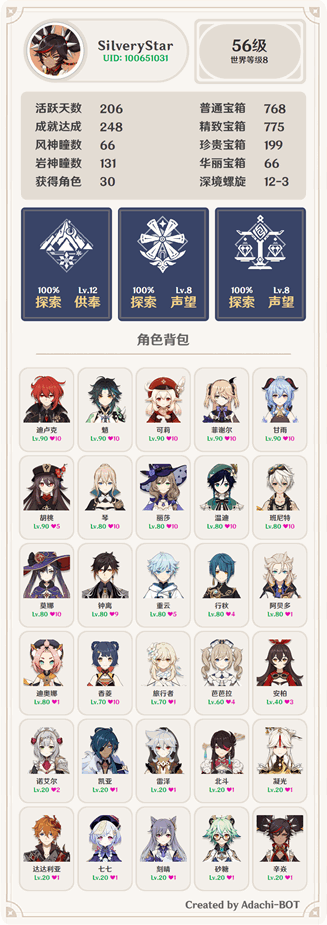 SilveryStar
UID: 100651031
56级
世界等级8
活跃天数 206 普通宝箱 768
成就达成 248 精致宝箱 775
风神瞳数 66 珍贵宝箱 199
岩神瞳数 131 华丽宝箱 66
获得角色 30 深境螺旋 12-3
100% Lv.12 100% Lv.8 100% Lv.8
探索 供奉 探索 声望 探索 声望
角色背包
迪卢克 魈 可莉 菲谢尔 甘雨
Lv.90 ♥10 Lv.90 ♥10 Lv.90 ♥10 Lv.90 ♥10 Lv.90 ♥10
胡桃 琴 丽莎 温迪 班尼特
Lv.90 ♥5 Lv.80 ♥10 Lv.80 ♥10 Lv.80 ♥10 Lv.80 ♥10
莫娜 钟离 重云 行秋 阿贝多
Lv.80 ♥10 Lv.80 ♥9 Lv.80 ♥5 Lv.80 ♥4 Lv.80 ♥1
迪奥娜 香菱 旅行者 芭芭拉 安柏
Lv.80 ♥1 Lv.70 ♥10 Lv.70 ♥1 Lv.60 ♥4 Lv.40 ♥3
诺艾尔 凯亚 雷泽 北斗 凝光
Lv.20 ♥2 Lv.20 ♥1 Lv.20 ♥1 Lv.20 ♥1 Lv.20 ♥1
达达利亚 七七 刻晴 砂糖 辛焱
Lv.20 ♥1 Lv.20 ♥1 Lv.20 ♥1 Lv.20 ♥1 Lv.20 ♥1
Created by Adachi-BOT